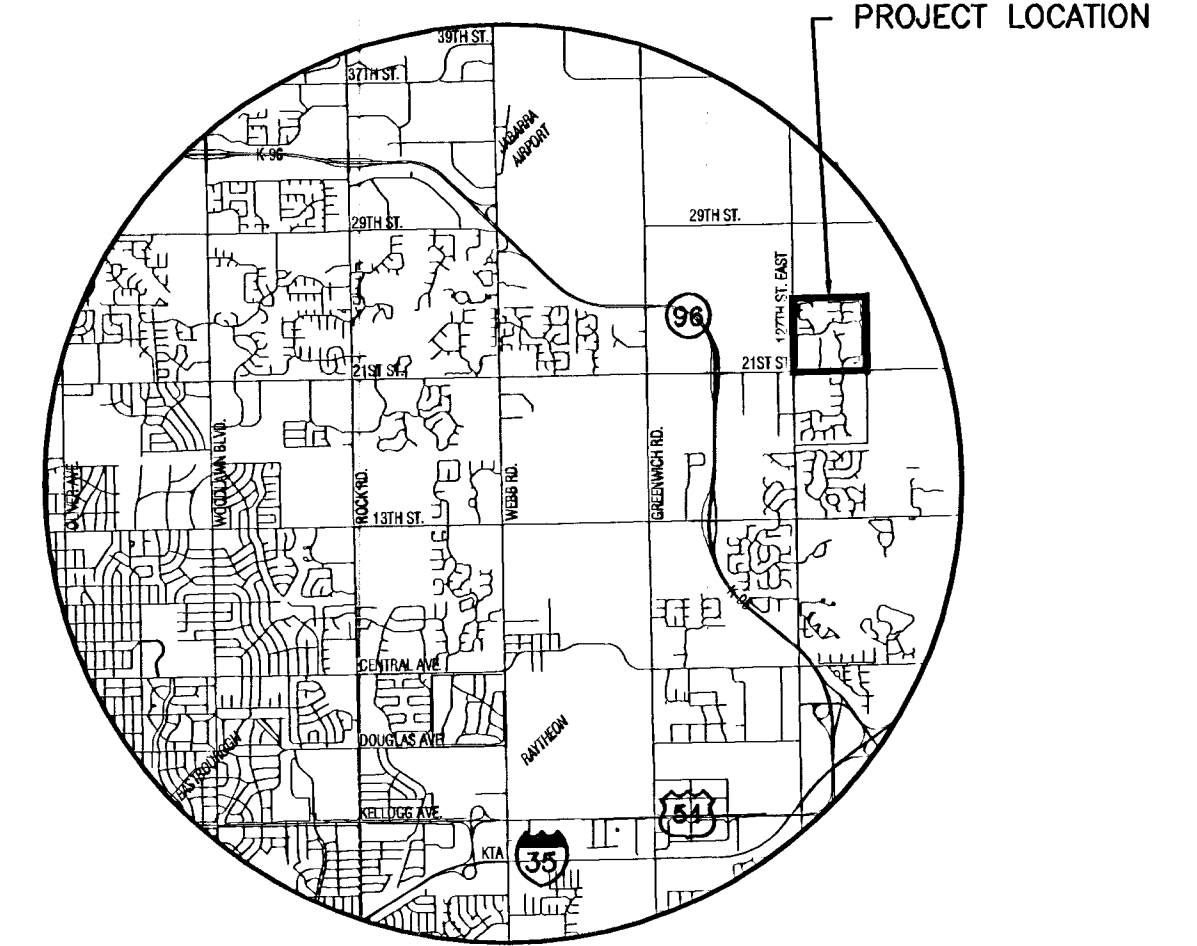 PROJECT LOCATION
39TH ST.
37TH ST.
JABARRA
AIRPORT
K-96
29TH ST.
29TH ST.
127TH ST. EAST
96
21ST ST.
21ST ST
OLIVER AVE.
WOODLAWN BLVD.
ROCK RD.
WEBB RD.
GREENWICH RD.
13TH ST.
K-96
CENTRAL AVE
RAYTHEON
DOUGLAS AVE
EASTBOROUGH
KELLOGG AVE.
54
KTA
35